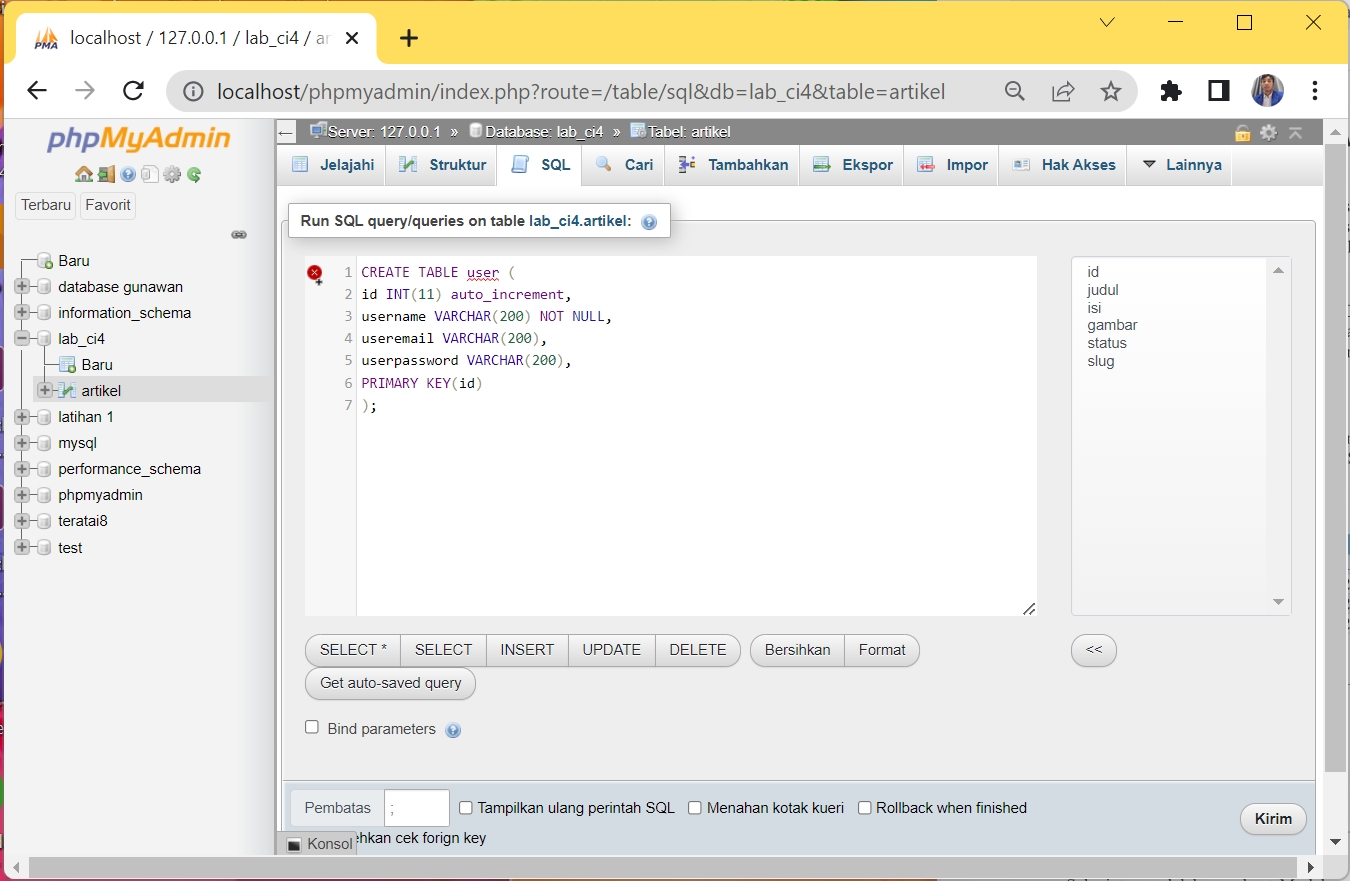 PMA localhost / 127.0.0.1 / lab_ci4 / ar
localhost/phpmyadmin/index.php?route=/table/sql&db=lab_ci4&table=artikel
phpMyAdmin
Terbaru Favorit
Baru
database gunawan
information_schema
lab_ci4
Baru
artikel
latihan 1
mysql
performance_schema
phpmyadmin
teratai8
test
Server: 127.0.0.1 » Database: lab_ci4 » Tabel: artikel
Jelajahi Struktur SQL Cari Tambahkan Ekspor Impor Hak Akses Lainnya
Run SQL query/queries on table lab_ci4.artikel:
1 CREATE TABLE user (
2 id INT(11) auto_increment,
3 username VARCHAR(200) NOT NULL,
4 useremail VARCHAR(200),
5 userpassword VARCHAR(200),
6 PRIMARY KEY(id)
7 );
id
judul
isi
gambar
status
slug
SELECT * SELECT INSERT UPDATE DELETE Bersihkan Format <<
Get auto-saved query
Bind parameters
Pembatas ; Tampilkan ulang perintah SQL Menahan kotak kueri Rollback when finished
Kirim
Konsol ehkan cek forign key